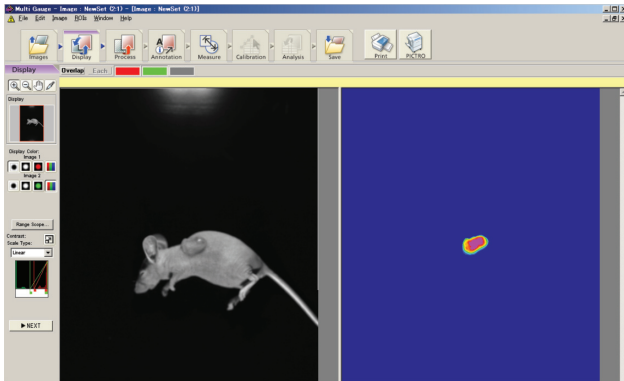 Multi Gauge - Image : NewSet (2:1) - [Image : NewSet (2:1)]
File Edit Image ROIs Window Help
Images Display Process Annotation Measure Calibration Analysis Save Print PICTRO
Display Overlap Each
Display
Display Color:
Image 1
Image 2
Range Scope...
Contrast:
Scale Type:
Linear
NEXT